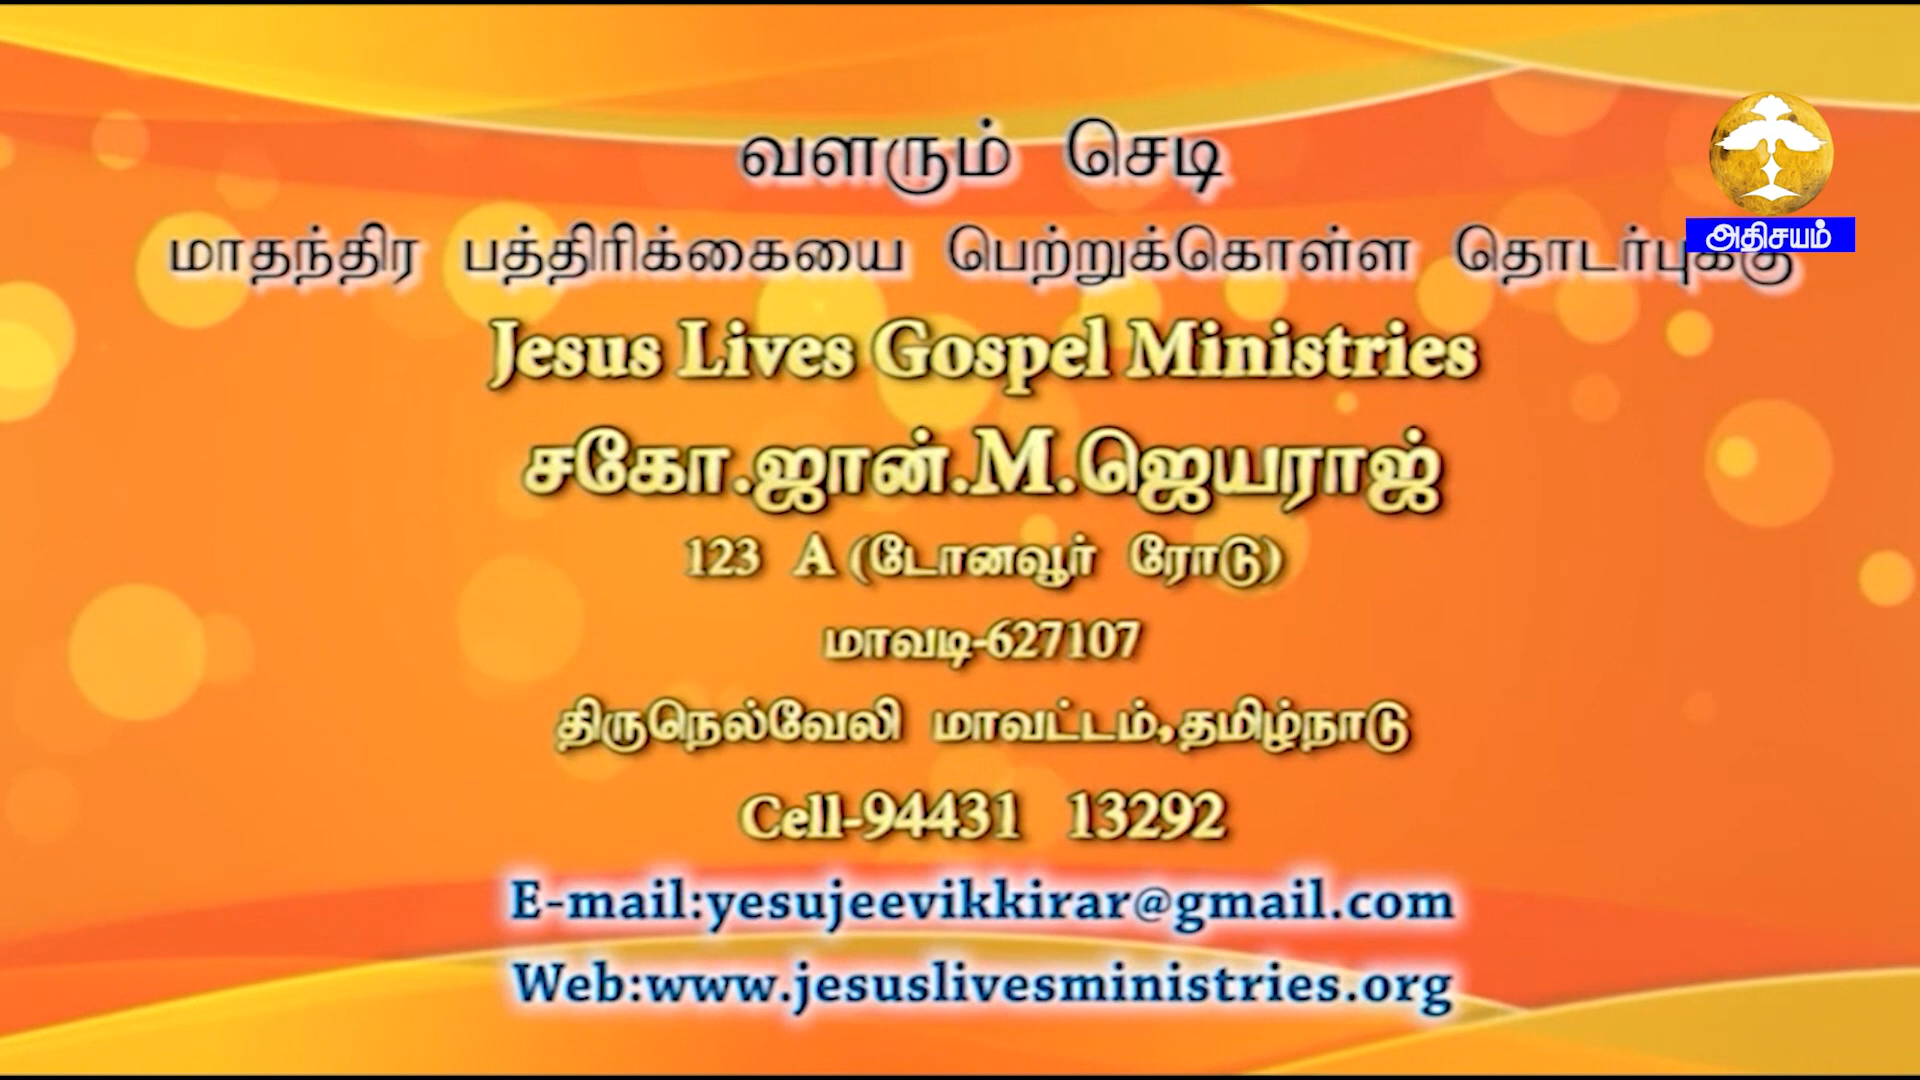 வளரும் செடி
அதிசயம்
மாதந்திர பத்திரிக்கையை பெற்றுக்கொள்ள தொடர்புக்கு
Jesus Lives Gospel Ministries
சகோ.ஜான்.M.ஜெயராஜ்
123 A (டோனவூர் ரோடு)
மாவடி-627107
திருநெல்வேலி மாவட்டம்,தமிழ்நாடு
Cell-94431 13292
E-mail:yesujeevikkirar@gmail.com
Web:www.jesuslivesministries.org